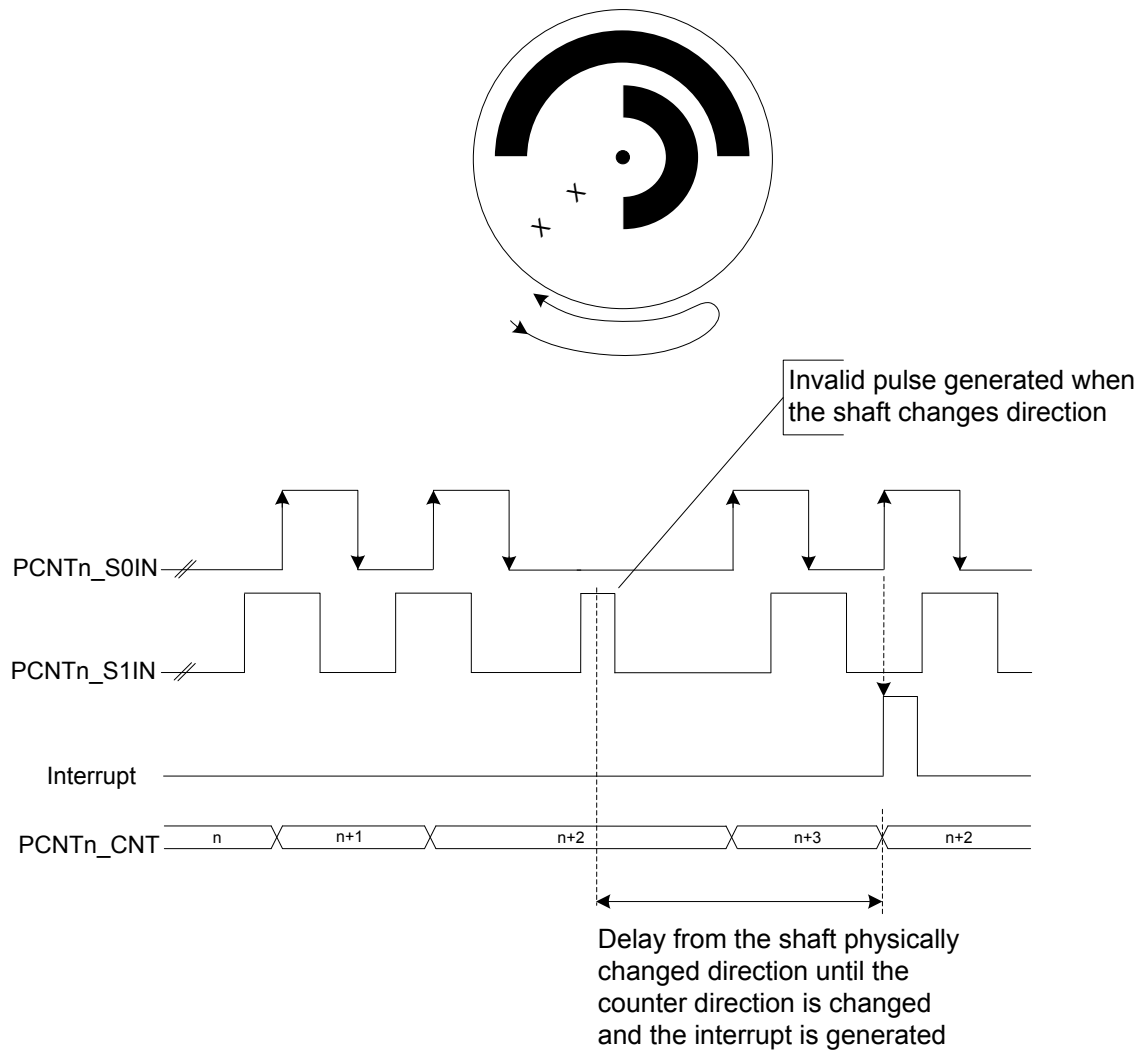 X X
Invalid pulse generated when
the shaft changes direction
PCNTn_S0IN
PCNTn_S1IN
Interrupt
PCNTn_CNT n n+1 n+2 n+3 n+2
Delay from the shaft physically
changed direction until the
counter direction is changed
and the interrupt is generated